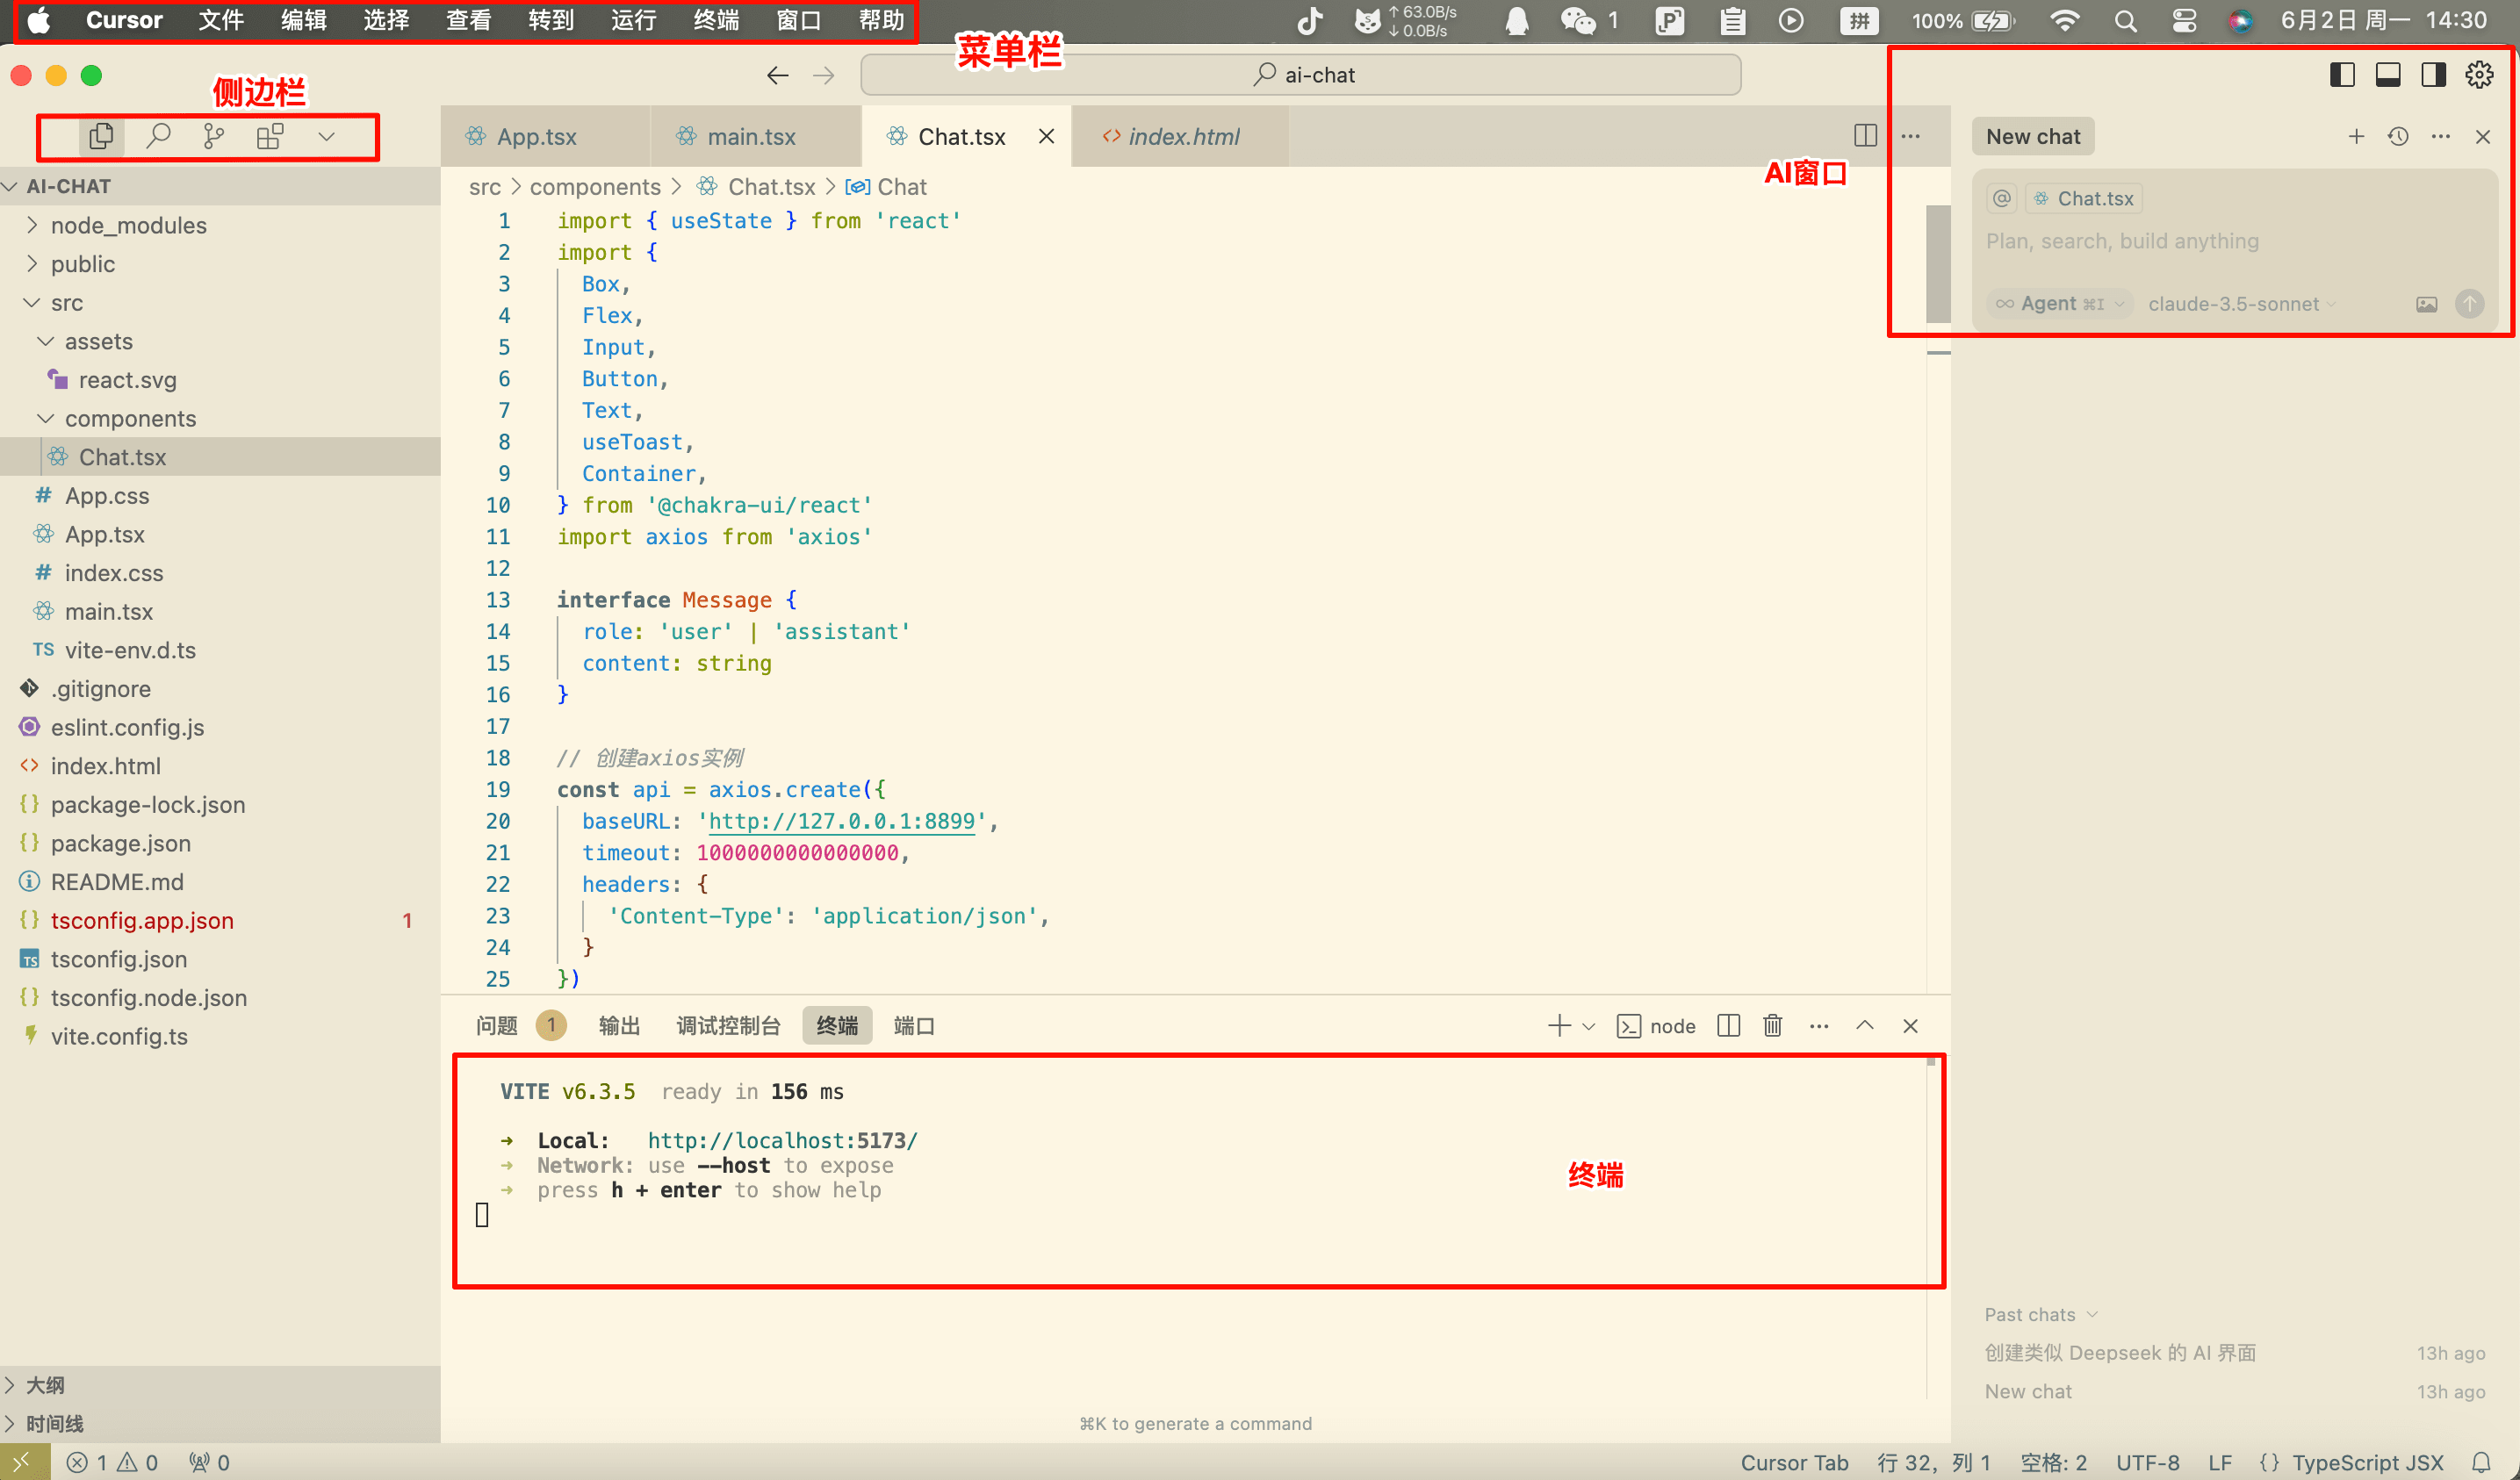 Cursor 文件 编辑 选择 查看 转到 运行 终端 窗口 帮助
↑ 63.0B/s
↓ 0.0B/s
1 拼 100% 6月2日 周一 14:30
菜单栏
ai-chat
侧边栏
App.tsx main.tsx Chat.tsx index.html
AI窗口
New chat
AI-CHAT
node_modules
public
src
assets
react.svg
components
Chat.tsx
App.css
App.tsx
index.css
main.tsx
vite-env.d.ts
.gitignore
eslint.config.js
index.html
package-lock.json
package.json
README.md
tsconfig.app.json 1
tsconfig.json
tsconfig.node.json
vite.config.ts
大纲
时间线
src > components > Chat.tsx > Chat
1 import { useState } from 'react'
2 import {
3 Box,
4 Flex,
5 Input,
6 Button,
7 Text,
8 useToast,
9 Container,
10 } from '@chakra-ui/react'
11 import axios from 'axios'
12
13 interface Message {
14 role: 'user' | 'assistant'
15 content: string
16 }
17
18 // 创建axios实例
19 const api = axios.create({
20 baseURL: 'http://127.0.0.1:8899',
21 timeout: 1000000000000000,
22 headers: {
23 'Content-Type': 'application/json',
24 }
25 })
问题 1 输出 调试控制台 终端 端口 node
VITE v6.3.5 ready in 156 ms
➜ Local: http://localhost:5173/
➜ Network: use --host to expose
➜ press h + enter to show help
终端
⌘K to generate a command
@ Chat.tsx
Plan, search, build anything
∞ Agent ⌘I claude-3.5-sonnet
Past chats
创建类似 Deepseek 的 AI 界面 13h ago
New chat 13h ago
1 0 0 Cursor Tab 行 32, 列 1 空格: 2 UTF-8 LF {} TypeScript JSX